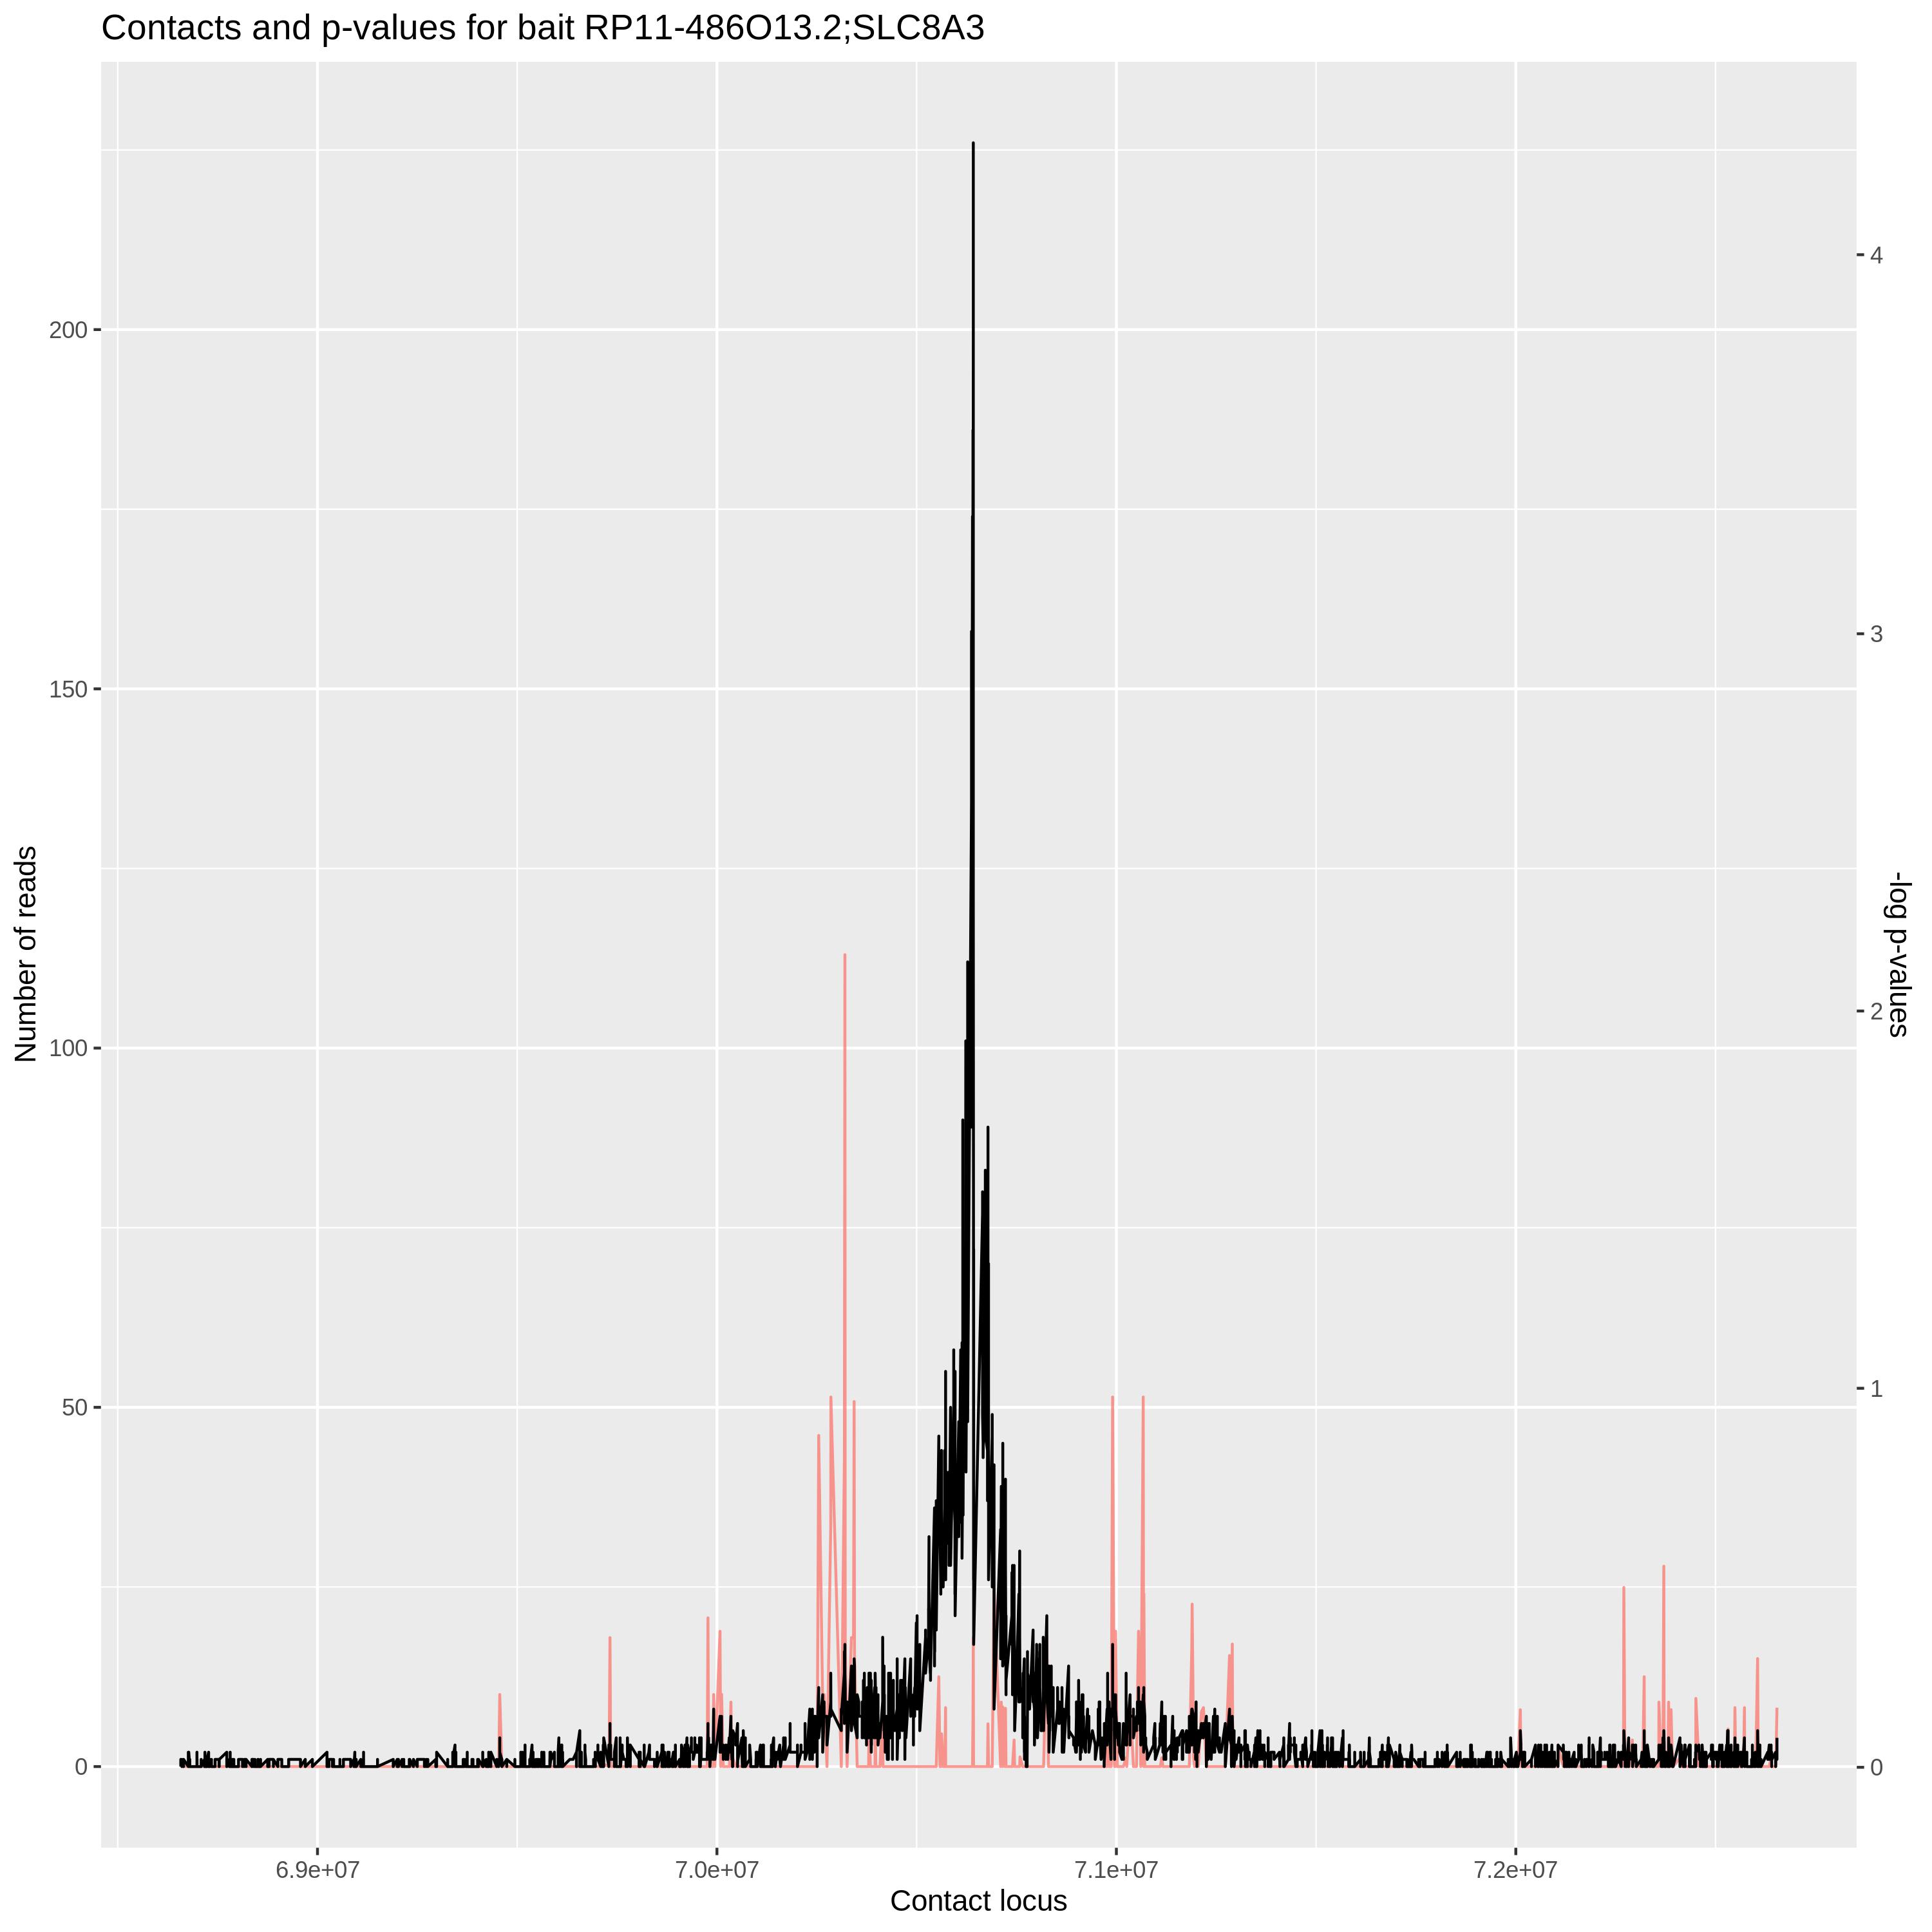 Contacts and p-values for bait RP11-486O13.2;SLC8A3
Number of reads
200
150
100
50
0
4
3
2
1
0
-log p-values
6.9e+07
7.0e+07
7.1e+07
7.2e+07
Contact locus